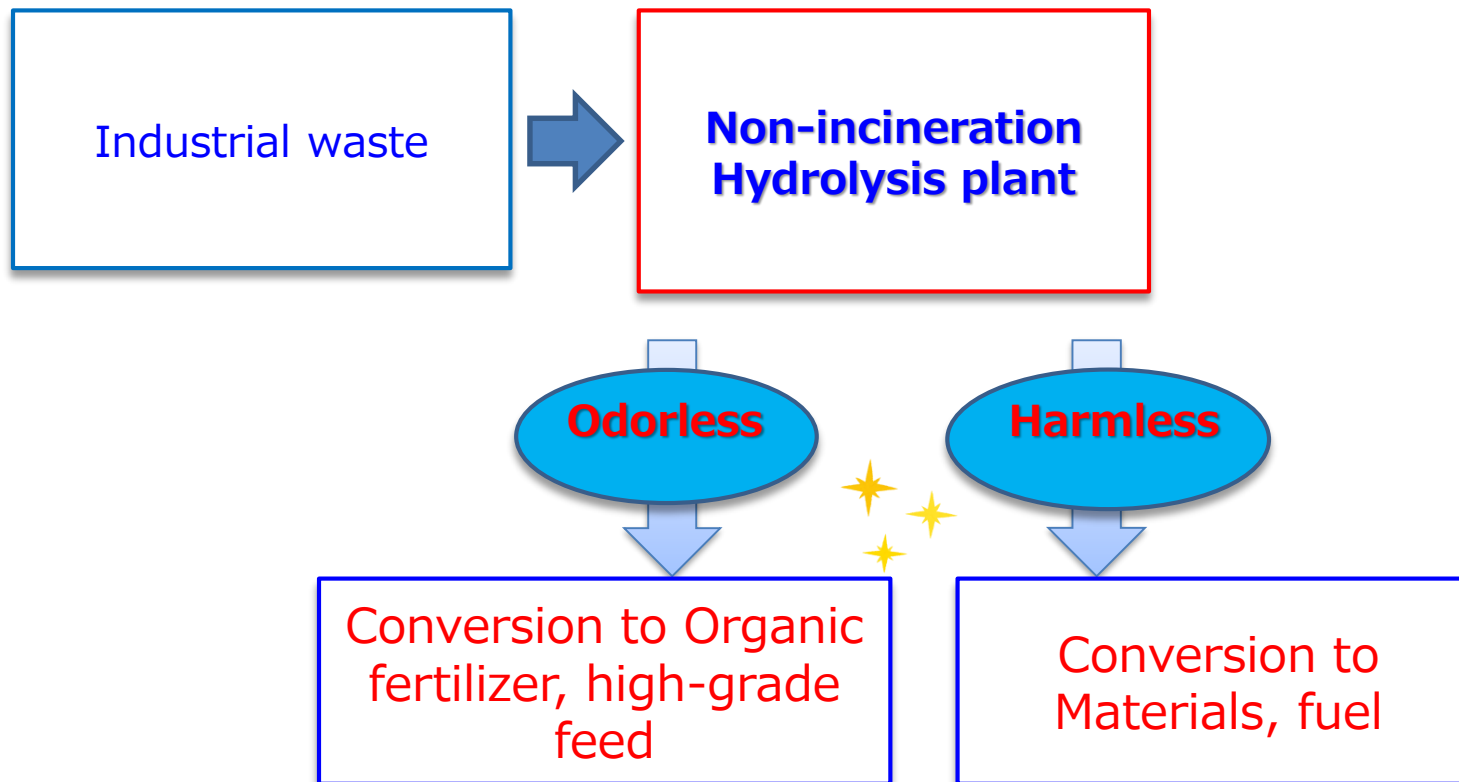 Industrial waste
Non-incineration
Hydrolysis plant
Odorless
Harmless
Conversion to Organic
fertilizer, high-grade
feed
Conversion to
Materials, fuel